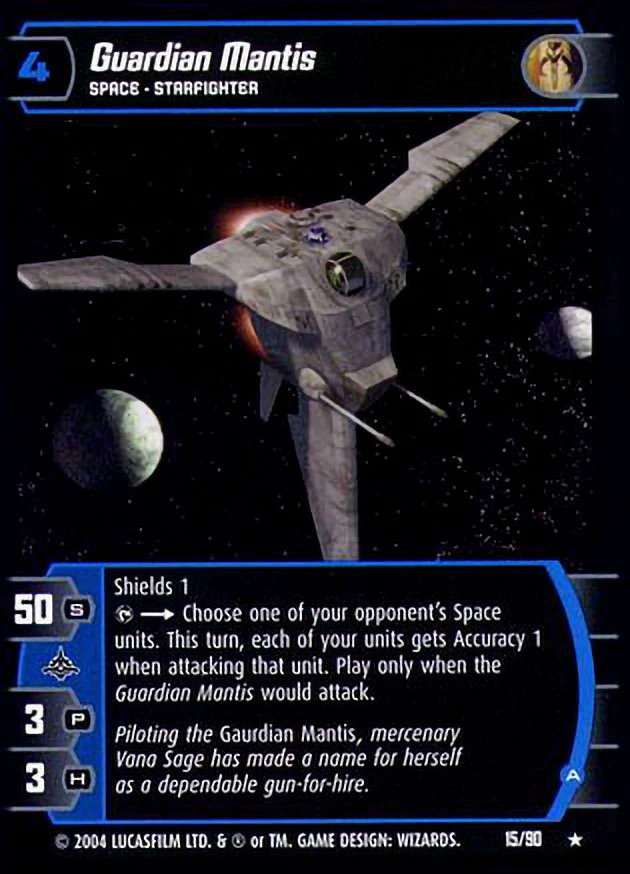 4
Guardian Mantis
SPACE - STARFIGHTER
50 S
3 P
3 H
Shields 1
→ Choose one of your opponent's Space
units. This turn, each of your units gets Accuracy 1
when attacking that unit. Play only when the
Guardian Mantis would attack.
Piloting the Gaurdian Mantis, mercenary
Vana Sage has made a name for herself
as a dependable gun-for-hire.
A
© 2004 LUCASFILM LTD. & ® or TM. GAME DESIGN: WIZARDS.
15/90 ★